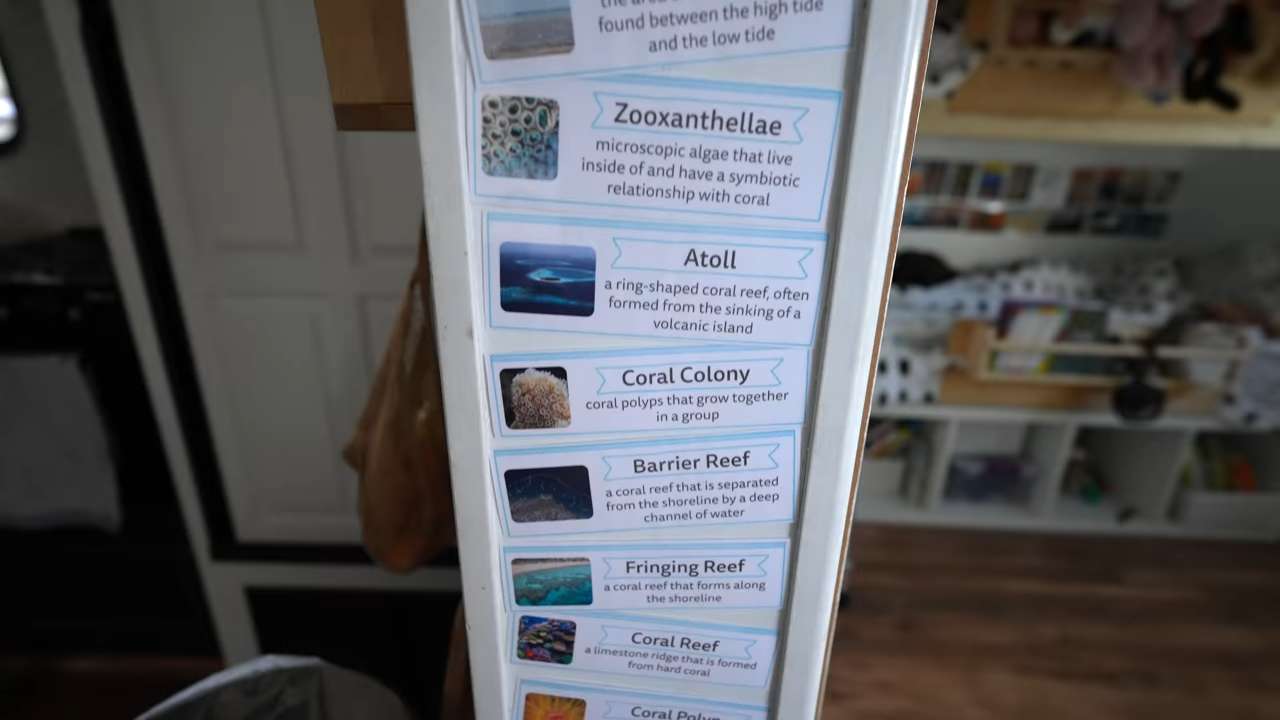 the area
found between the high tide
and the low tide
Zooxanthellae
microscopic algae that live
inside of and have a symbiotic
relationship with coral
Atoll
a ring-shaped coral reef, often
formed from the sinking of a
volcanic island
Coral Colony
coral polyps that grow together
in a group
Barrier Reef
a coral reef that is separated
from the shoreline by a deep
channel of water
Fringing Reef
a coral reef that forms along
the shoreline
Coral Reef
a limestone ridge that is formed
from hard coral
Coral Polyp